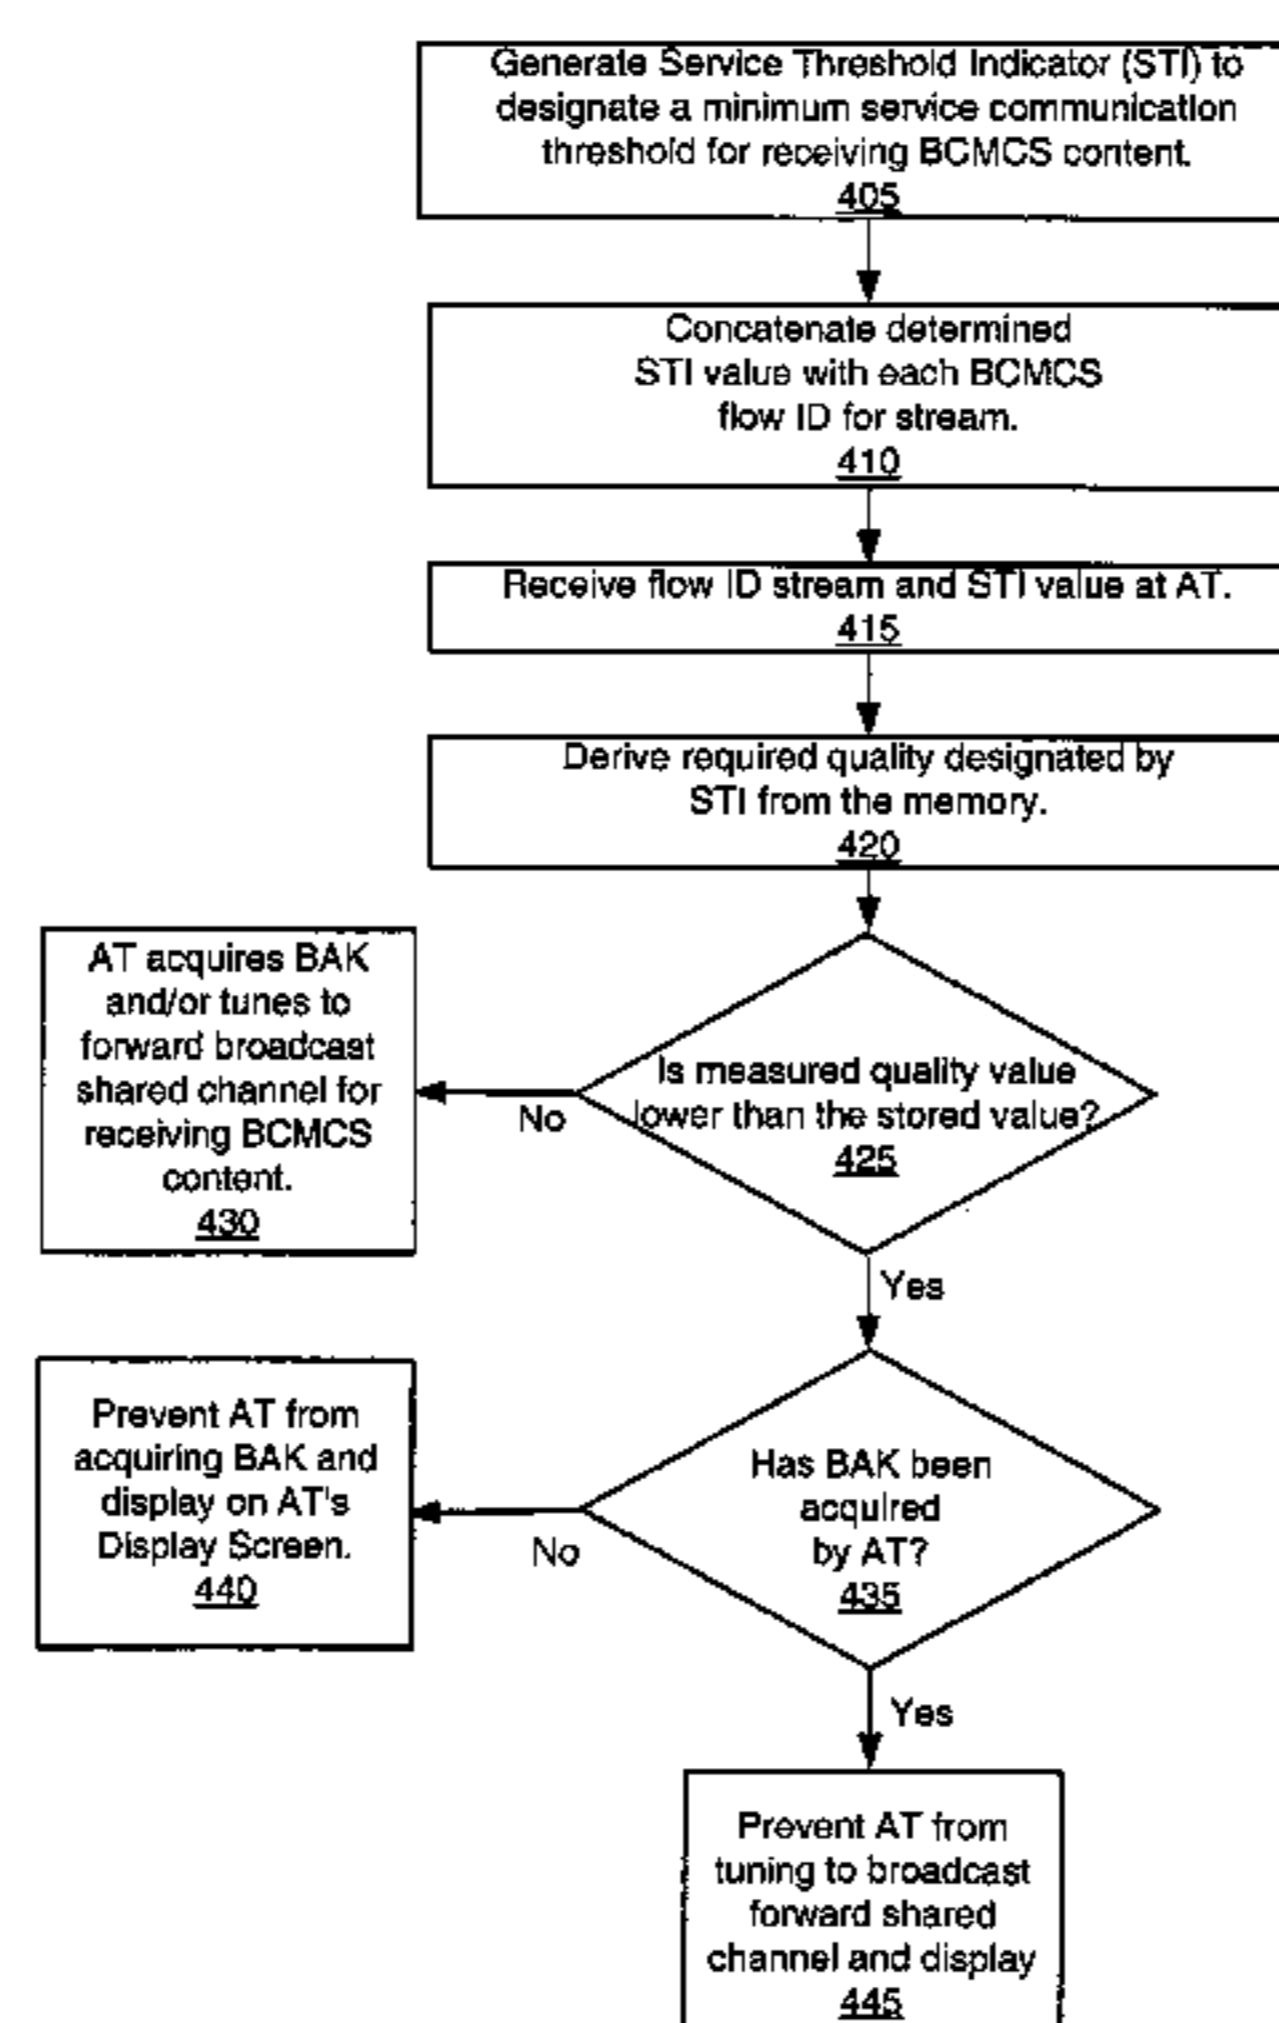 Generate Service Threshold Indicator (STI) to
designate a minimum service communication
threshold for receiving BCMCS content.
405
Concatenate determined
STI value with each BCMCS
flow ID for stream.
410
Receive flow ID stream and STI value at AT.
415
Derive required quality designated by
STI from the memory.
420
AT acquires BAK
and/or tunes to
forward broadcast
shared channel for
receiving BCMCS
content.
430
No
Is measured quality value
lower than the stored value?
425
Yes
Prevent AT from
acquiring BAK and
display on AT's
Display Screen.
440
No
Has BAK been
acquired
by AT?
435
Yes
Prevent AT from
tuning to broadcast
forward shared
channel and display
445